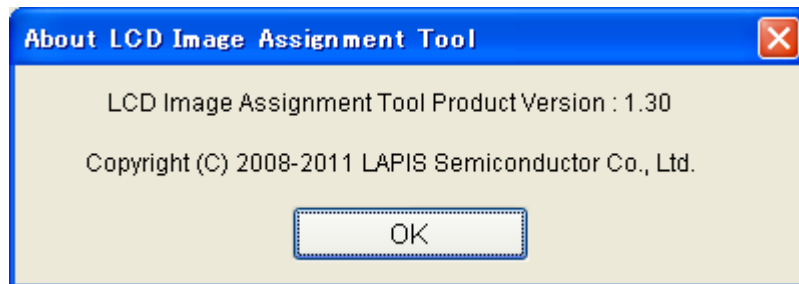 About LCD Image Assignment Tool
LCD Image Assignment Tool Product Version : 1.30
Copyright (C) 2008-2011 LAPIS Semiconductor Co., Ltd.
OK